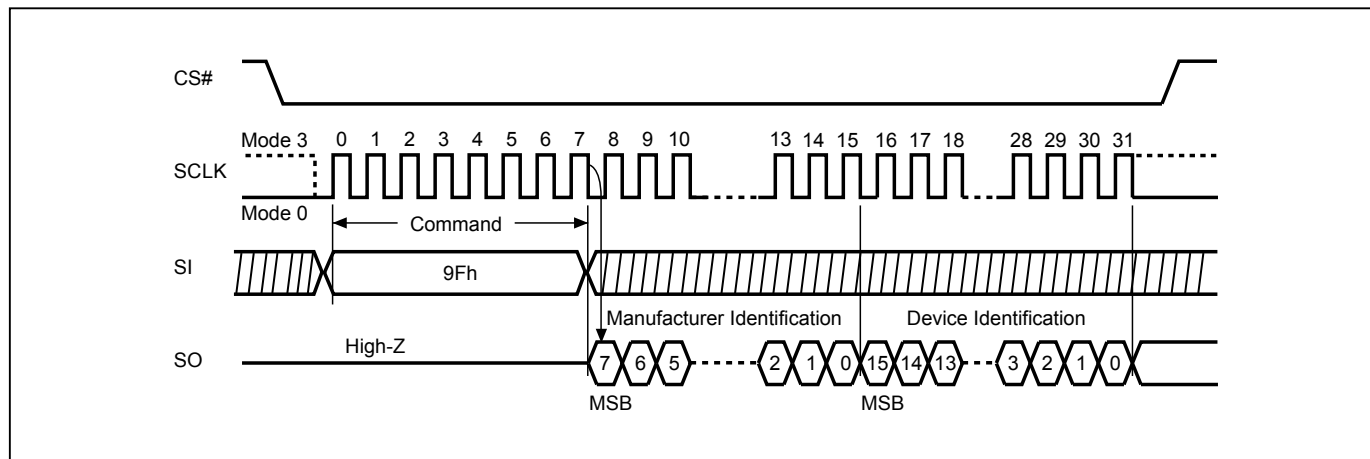 CS#
Mode 3 0 1 2 3 4 5 6 7 8 9 10 13 14 15 16 17 18 28 29 30 31
SCLK
Mode 0
Command
SI 9Fh
Manufacturer Identification Device Identification
High-Z
SO 7 6 5 2 1 0 15 14 13 3 2 1 0
MSB MSB